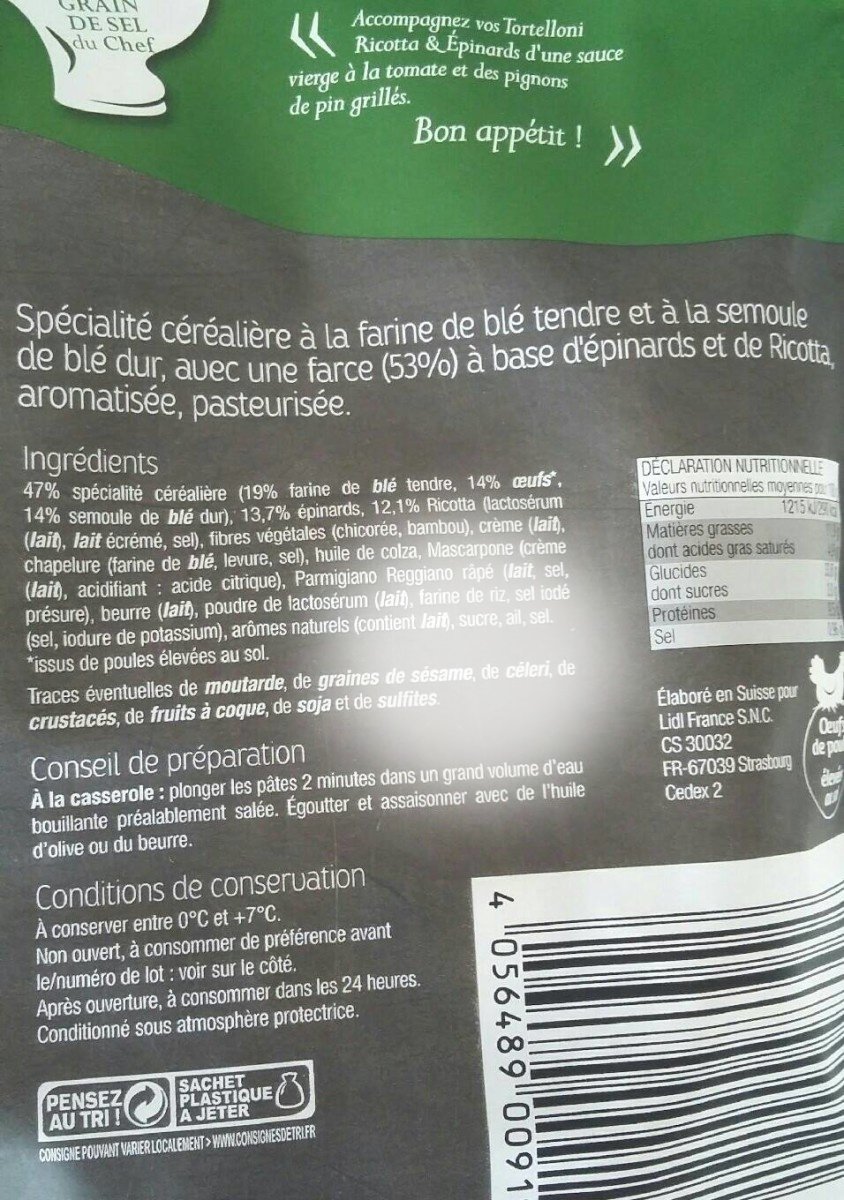 GRAIN
DE SEL
du Chef
« Accompagnez vos Tortelloni
Ricotta & Épinards d'une sauce
vierge à la tomate et des pignons
de pin grillés.
Bon appétit ! »
Spécialité céréalière à la farine de blé tendre et à la semoule
de blé dur, avec une farce (53%) à base d'épinards et de Ricotta,
aromatisée, pasteurisée.
Ingrédients
47% spécialité céréalière (19% farine de blé tendre, 14% œufs*,
14% semoule de blé dur), 13,7% épinards, 12,1% Ricotta (lactosérum
(lait), lait écrémé, sel), fibres végétales (chicorée, bambou), crème (lait),
chapelure (farine de blé, levure, sel), huile de colza, Mascarpone (crème
(lait), acidifiant : acide citrique), Parmigiano Reggiano râpé (lait, sel,
présure), beurre (lait), poudre de lactosérum (lait), farine de riz, sel iodé
(sel, iodure de potassium), arômes naturels (contient lait), sucre, ail, sel.
*issus de poules élevées au sol.
Traces éventuelles de moutarde, de graines de sésame, de céleri, de
crustacés, de fruits à coque, de soja et de sulfites.
Conseil de préparation
À la casserole : plonger les pâtes 2 minutes dans un grand volume d'eau
bouillante préalablement salée. Égoutter et assaisonner avec de l'huile
d'olive ou du beurre.
Conditions de conservation
À conserver entre 0°C et +7°C.
Non ouvert, à consommer de préférence avant
le/numéro de lot : voir sur le côté.
Après ouverture, à consommer dans les 24 heures.
Conditionné sous atmosphère protectrice.
PENSEZ
AU TRI !
SACHET
PLASTIQUE
À JETER
CONSIGNE POUVANT VARIER LOCALEMENT > WWW.CONSIGNESDETRI.FR
DÉCLARATION NUTRITIONNELLE
Valeurs nutritionnelles moyennes
Énergie 1215 kJ
Matières grasses
dont acides gras saturés
Glucides
dont sucres
Protéines
Sel
Élaboré en Suisse pour
Lidl France S.N.C.
CS 30032
FR-67039 Strasbourg
Cedex 2
Oeufs
de
4 056489 0091